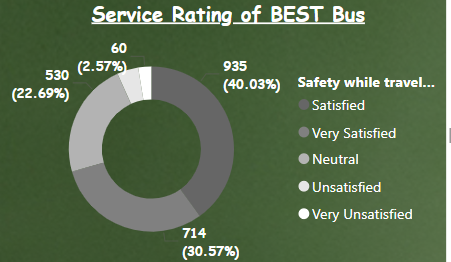 Service Rating of BEST Bus
60
(2.57%)
935
(40.03%)
530
(22.69%)
714
(30.57%)
Safety while travel...
Satisfied
Very Satisfied
Neutral
Unsatisfied
Very Unsatisfied